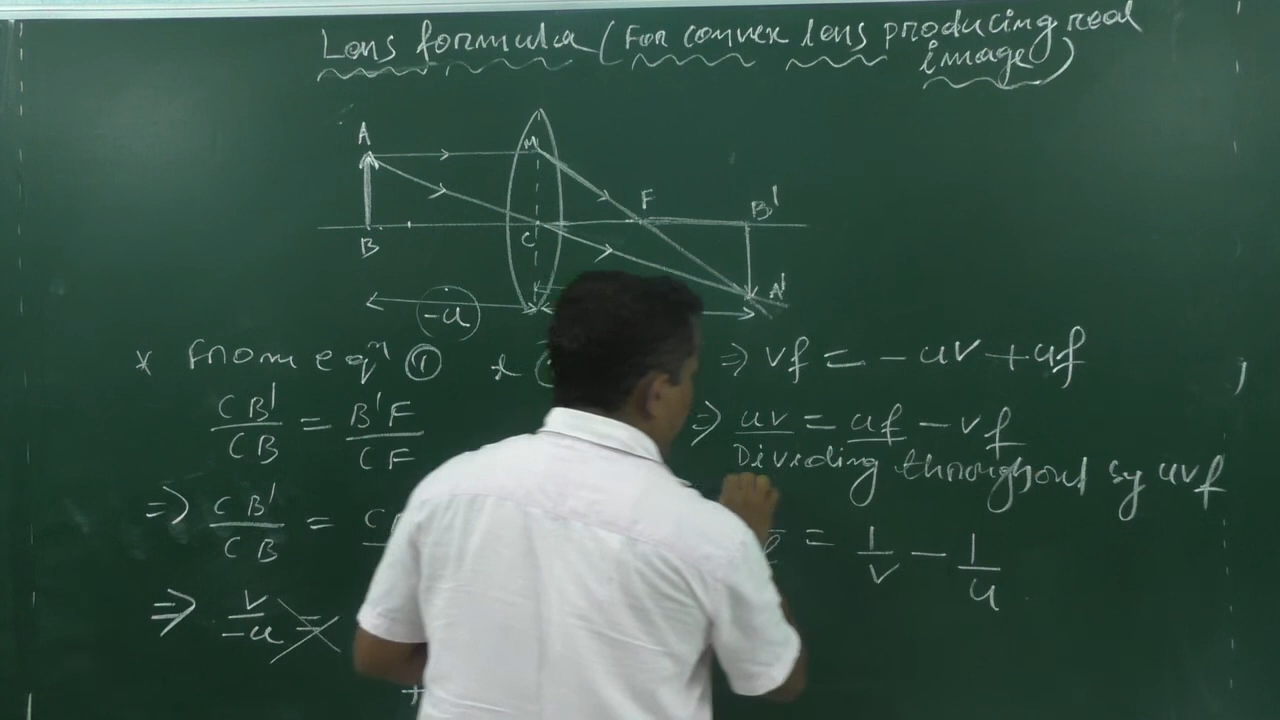 Lens formula (For convex lens producing real
image)
A
M
F
B'
B
C
A'
-u
* From eqⁿ ① &
CB'/CB = B'F/CF
⇒ CB'/CB =
⇒ v/-u =
⇒ vf = -uv + uf
⇒ uv = uf - vf
Dividing throughout by uvf
= 1/v - 1/u